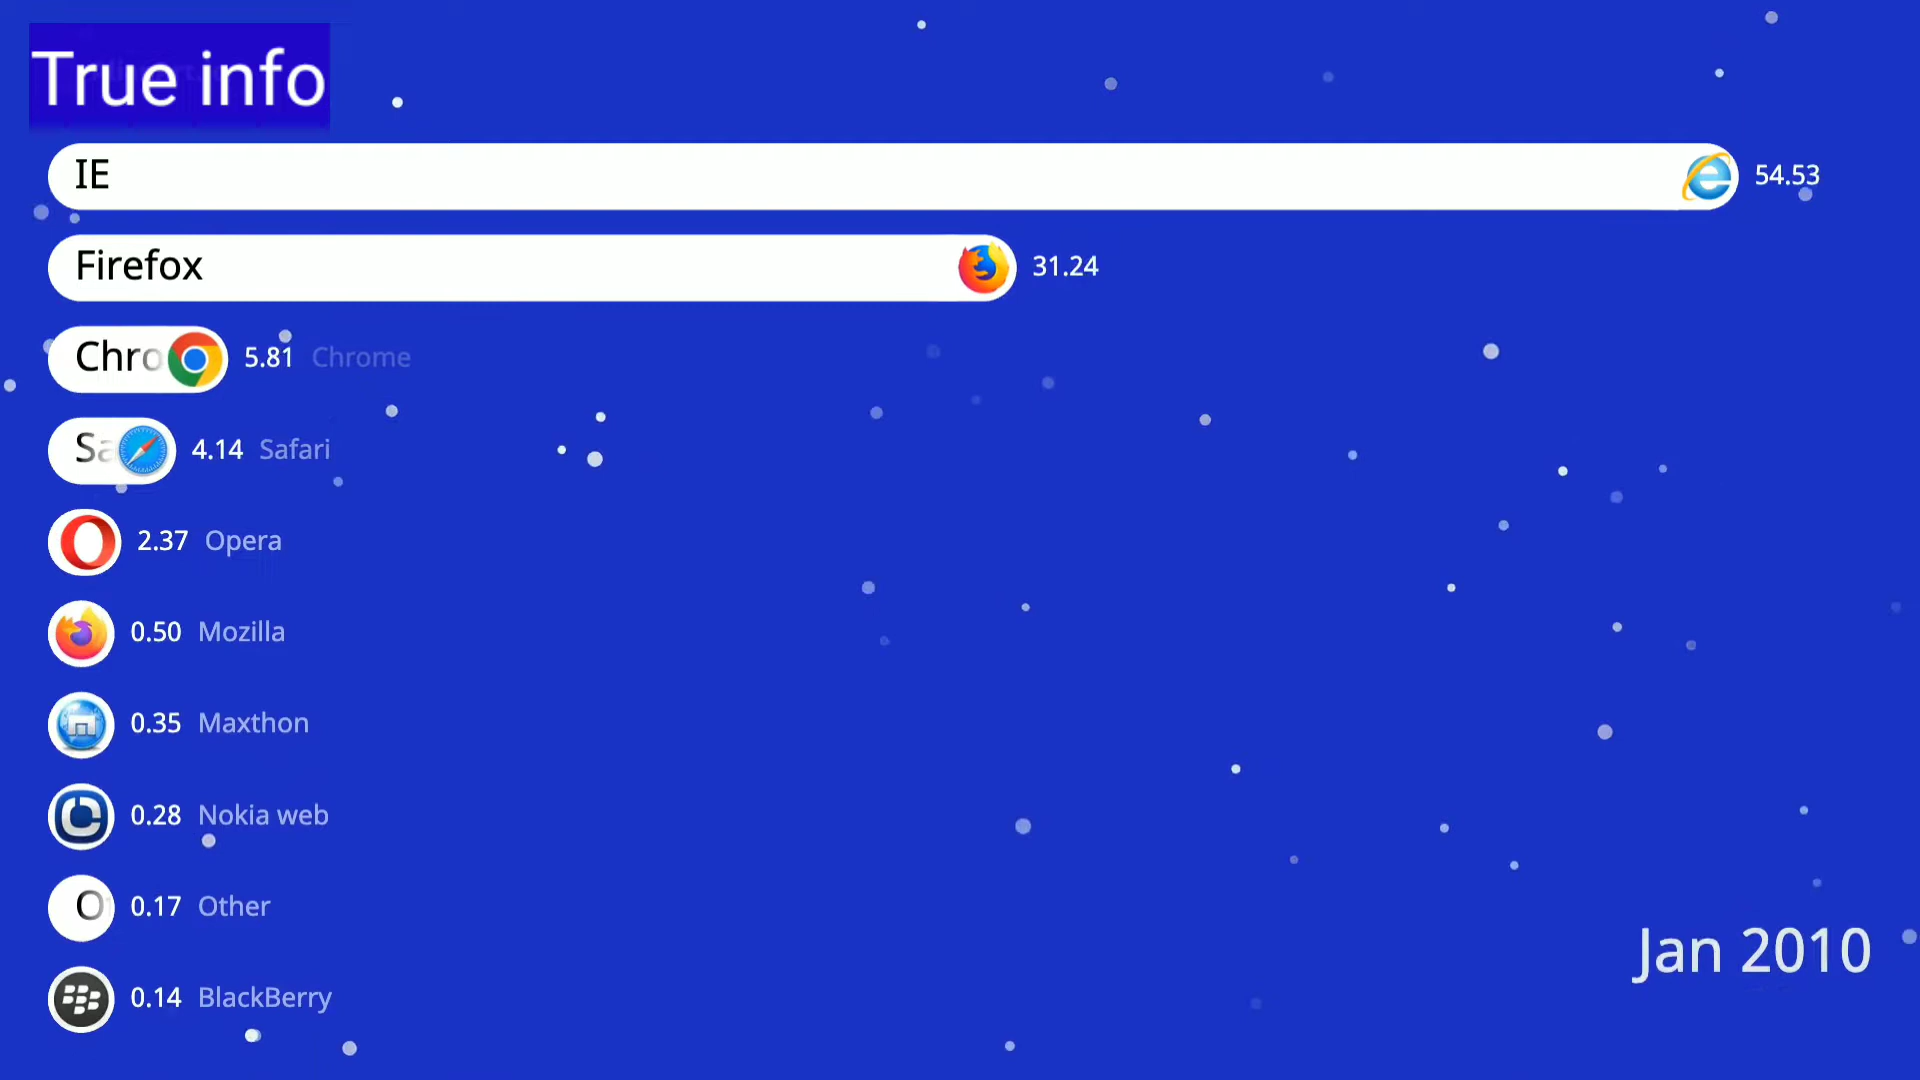 True info
IE 54.53
Firefox 31.24
Chro 5.81 Chrome
Sa 4.14 Safari
2.37 Opera
0.50 Mozilla
0.35 Maxthon
0.28 Nokia web
O 0.17 Other
0.14 BlackBerry
Jan 2010